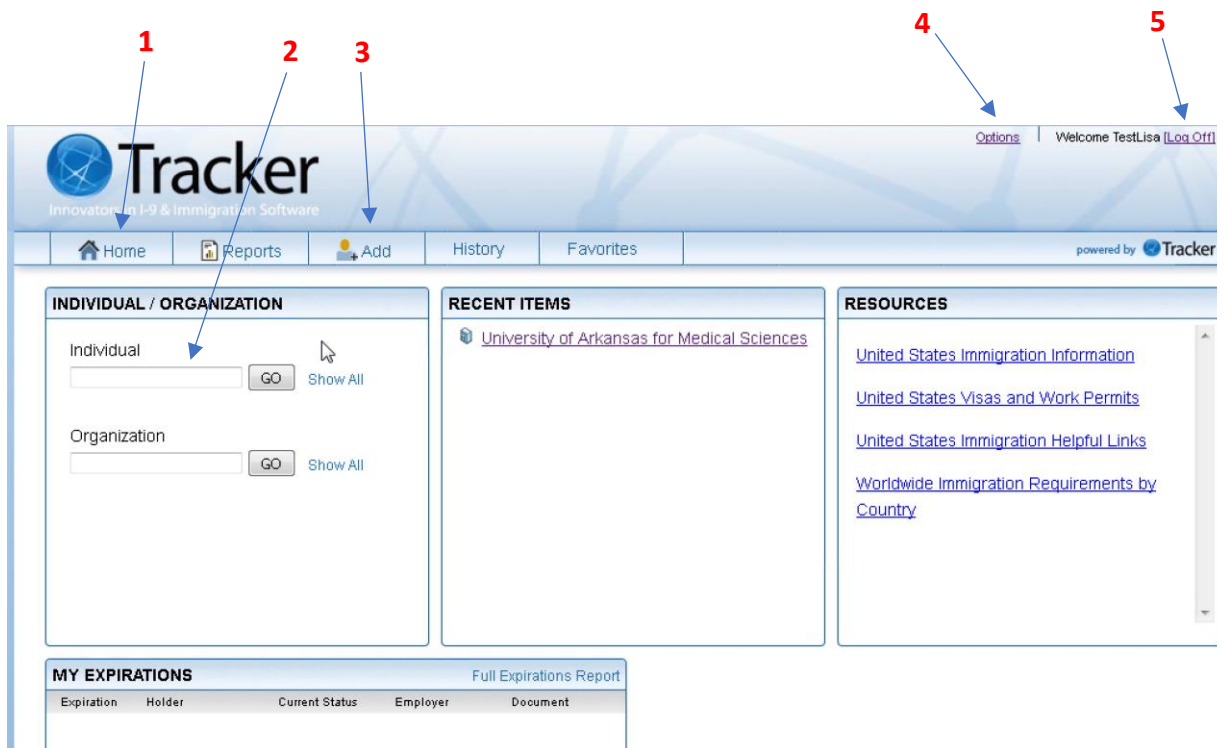 1 2 3 4 5
Options Welcome TestLisa [Log Off]
Tracker
Innovators in I-9 & Immigration Software
Home Reports Add History Favorites powered by Tracker
INDIVIDUAL / ORGANIZATION
Individual
GO Show All
Organization
GO Show All
RECENT ITEMS
University of Arkansas for Medical Sciences
RESOURCES
United States Immigration Information
United States Visas and Work Permits
United States Immigration Helpful Links
Worldwide Immigration Requirements by
Country
MY EXPIRATIONS Full Expirations Report
Expiration Holder Current Status Employer Document